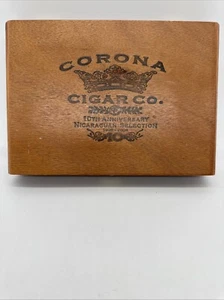 CORONA
CIGAR CO.
10TH ANNIVERSARY
NICARAGUAN SELECTION
10